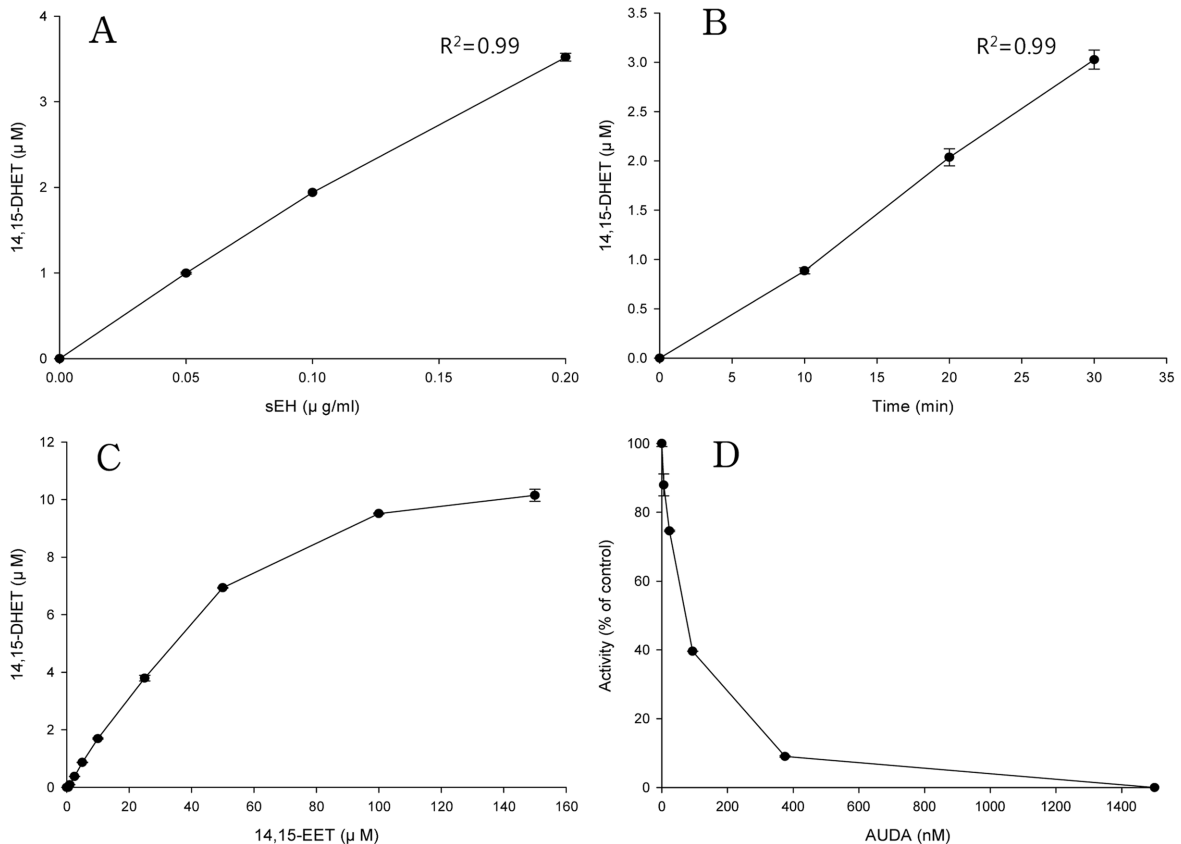 A
R²=0.99
4
3
2
1
0
14,15-DHET (μ M)
0.00 0.05 0.10 0.15 0.20
sEH (μ g/ml)
B
R²=0.99
3.5
3.0
2.5
2.0
1.5
1.0
0.5
0.0
14,15-DHET (μ M)
0 5 10 15 20 25 30 35
Time (min)
C
12
10
8
6
4
2
0
14,15-DHET (μ M)
0 20 40 60 80 100 120 140 160
14,15-EET (μ M)
D
100
80
60
40
20
0
Activity (% of control)
0 200 400 600 800 1000 1200 1400
AUDA (nM)